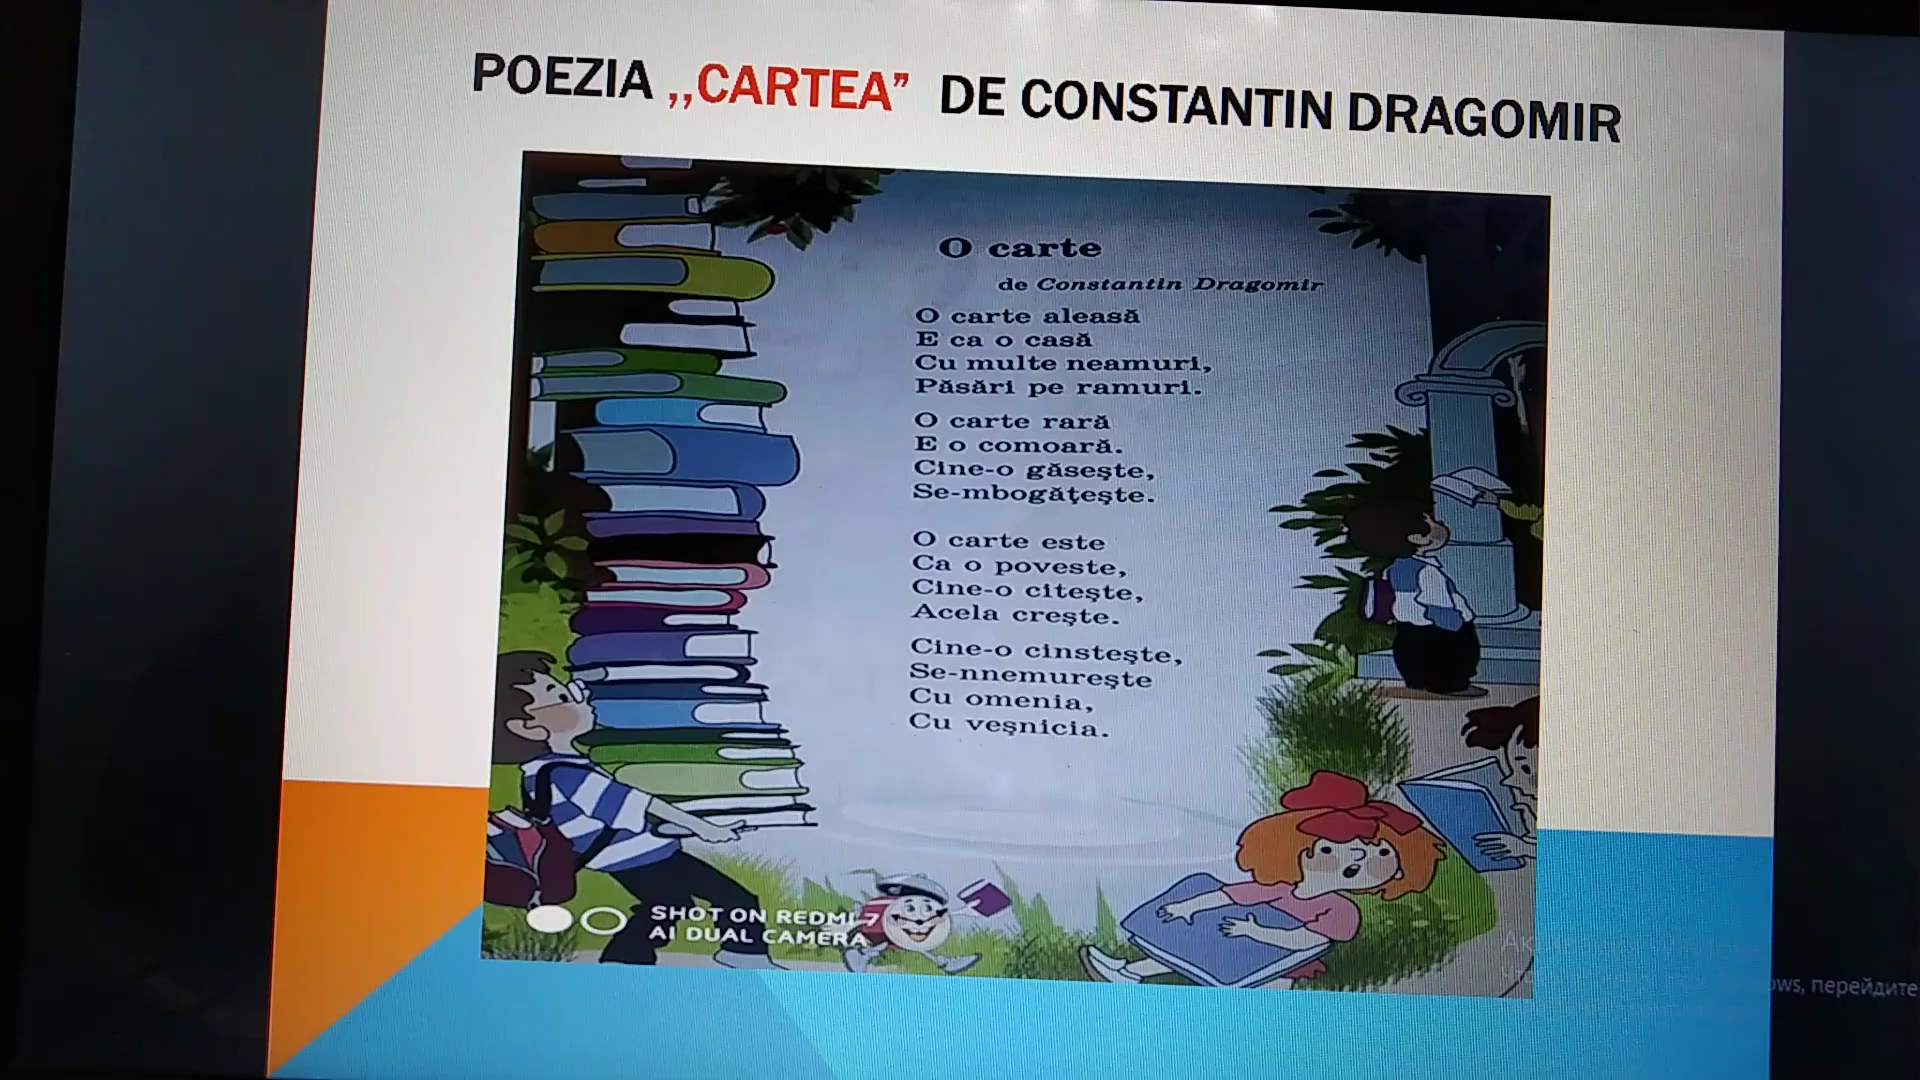 POEZIA ,,CARTEA” DE CONSTANTIN DRAGOMIR
O carte
de Constantin Dragomir
O carte aleasă
E ca o casă
Cu multe neamuri,
Păsări pe ramuri.
O carte rară
E o comoară.
Cine-o găseşte,
Se-mbogăţeşte.
O carte este
Ca o poveste,
Cine-o citeşte,
Acela creşte.
Cine-o cinsteşte,
Se-nnemureşte
Cu omenia,
Cu veşnicia.
SHOT ON REDMI 7
AI DUAL CAMERA
перейдите